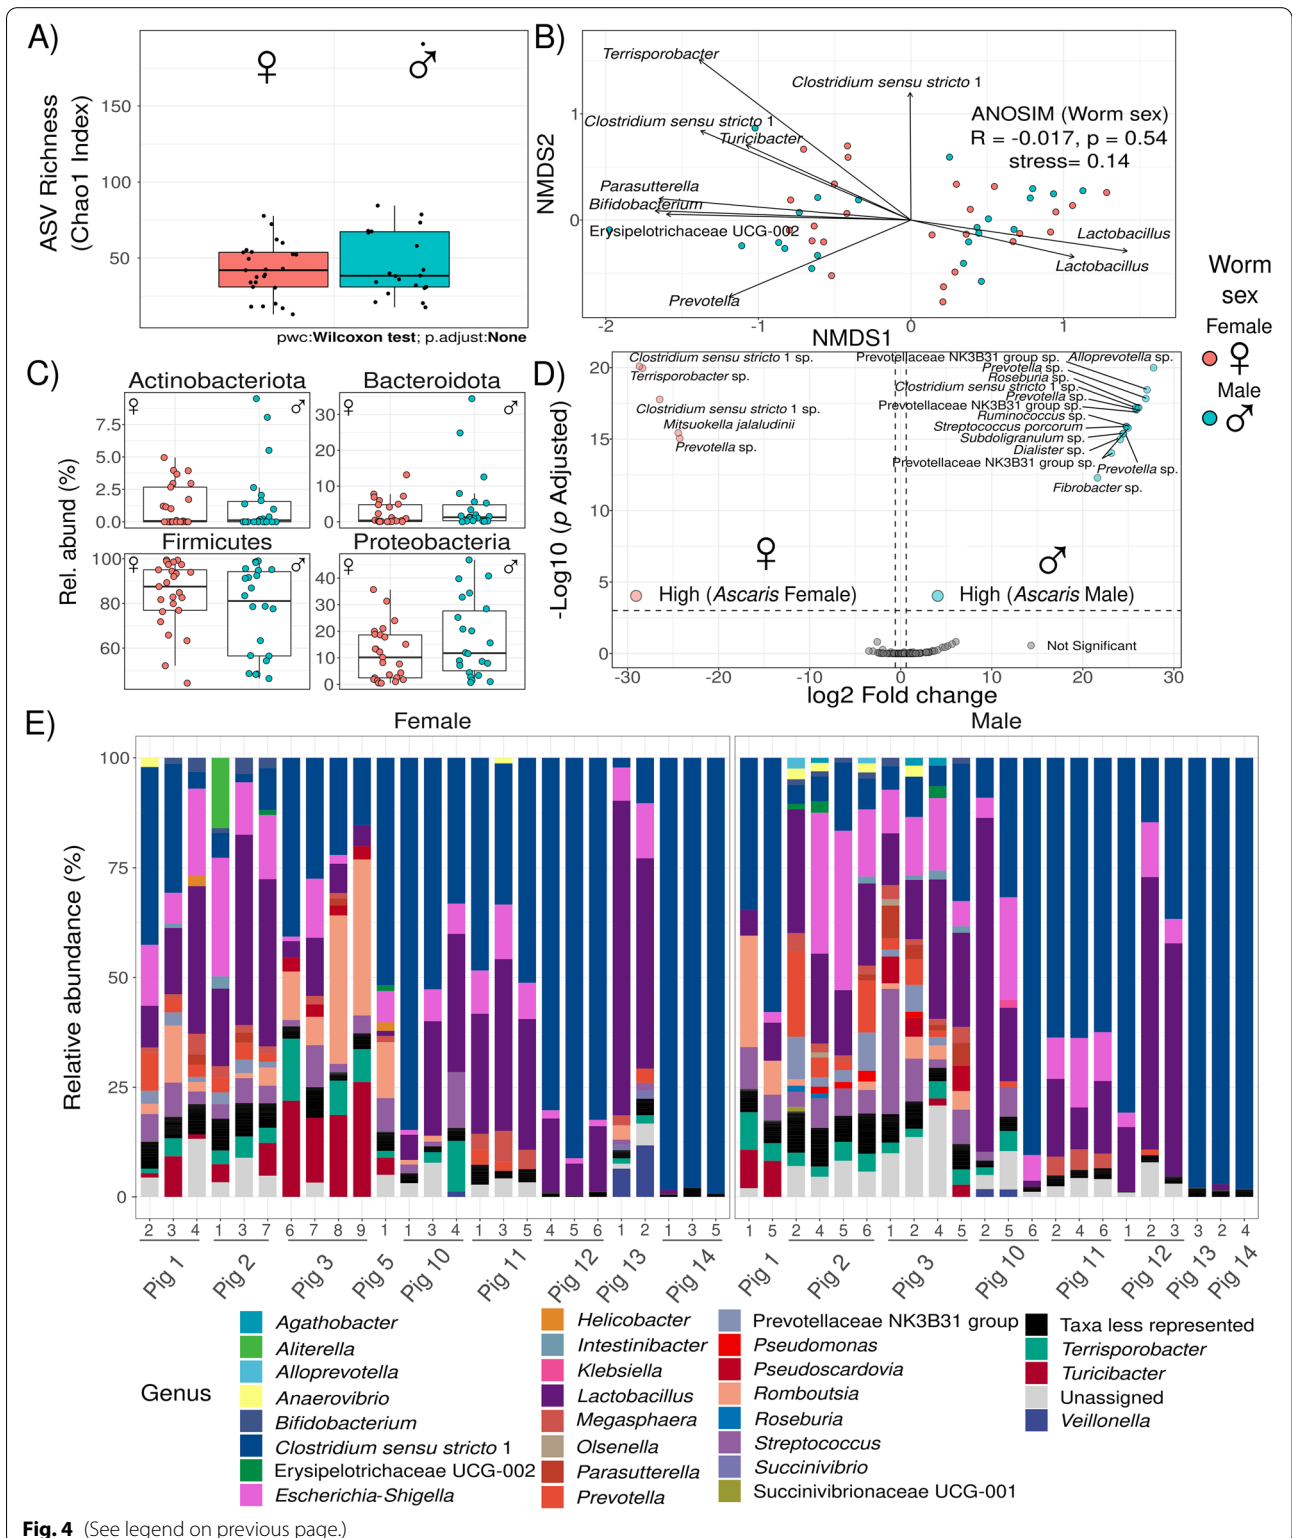 A)
♀ ♂
ASV Richness
(Chao1 Index)
150
100
50
pwc:Wilcoxon test; p.adjust:None
B)
Terrisporobacter
Clostridium sensu stricto 1
Clostridium sensu stricto 1
Turicibacter
Parasutterella
Bifidobacterium
Erysipelotrichaceae UCG-002
Prevotella
Lactobacillus
Lactobacillus
ANOSIM (Worm sex)
R = -0.017, p = 0.54
stress= 0.14
NMDS2
1
0
-2 -1 0 1
NMDS1
Worm
sex
Female
♀
Male
♂
C)
Actinobacteriota Bacteroidota
♀ ♂ ♀ ♂
7.5
5.0
2.5
0.0
30
20
10
0
Firmicutes Proteobacteria
♀ ♂ ♀ ♂
100
80
60
40
30
20
10
0
Rel. abund (%)
D)
-Log10 (p Adjusted)
20
15
10
5
0
Clostridium sensu stricto 1 sp.
Terrisporobacter sp.
Clostridium sensu stricto 1 sp.
Mitsuokella jalaludinii
Prevotella sp.
Prevotellaceae NK3B31 group sp. Alloprevotella sp.
Prevotella sp.
Roseburia sp.
Clostridium sensu stricto 1 sp.
Prevotella sp.
Prevotellaceae NK3B31 group sp.
Ruminococcus sp.
Streptococcus porcorum
Subdoligranulum sp.
Dialister sp.
Prevotellaceae NK3B31 group sp.
Prevotella sp.
Fibrobacter sp.
♀ ♂
High (Ascaris Female) High (Ascaris Male)
Not Significant
-30 -20 -10 0 10 20 30
log2 Fold change
E)
Female Male
Relative abundance (%)
100
75
50
25
0
2 3 4 1 3 7 6 7 8 9 1 1 3 4 1 3 5 4 5 6 1 2 1 3 5 1 5 2 4 5 6 1 2 4 5 2 5 6 1 4 6 1 2 3 3 2 4
Pig 1 Pig 2 Pig 3 Pig 5 Pig 10 Pig 11 Pig 12 Pig 13 Pig 14 Pig 1 Pig 2 Pig 3 Pig 10 Pig 11 Pig 12 Pig 13 Pig 14
Genus
Agathobacter
Aliterella
Alloprevotella
Anaerovibrio
Bifidobacterium
Clostridium sensu stricto 1
Erysipelotrichaceae UCG-002
Escherichia-Shigella
Helicobacter
Intestinibacter
Klebsiella
Lactobacillus
Megasphaera
Olsenella
Parasutterella
Prevotella
Prevotellaceae NK3B31 group
Pseudomonas
Pseudoscardovia
Romboutsia
Roseburia
Streptococcus
Succinivibrio
Succinivibrionaceae UCG-001
Taxa less represented
Terrisporobacter
Turicibacter
Unassigned
Veillonella
Fig. 4 (See legend on previous page.)